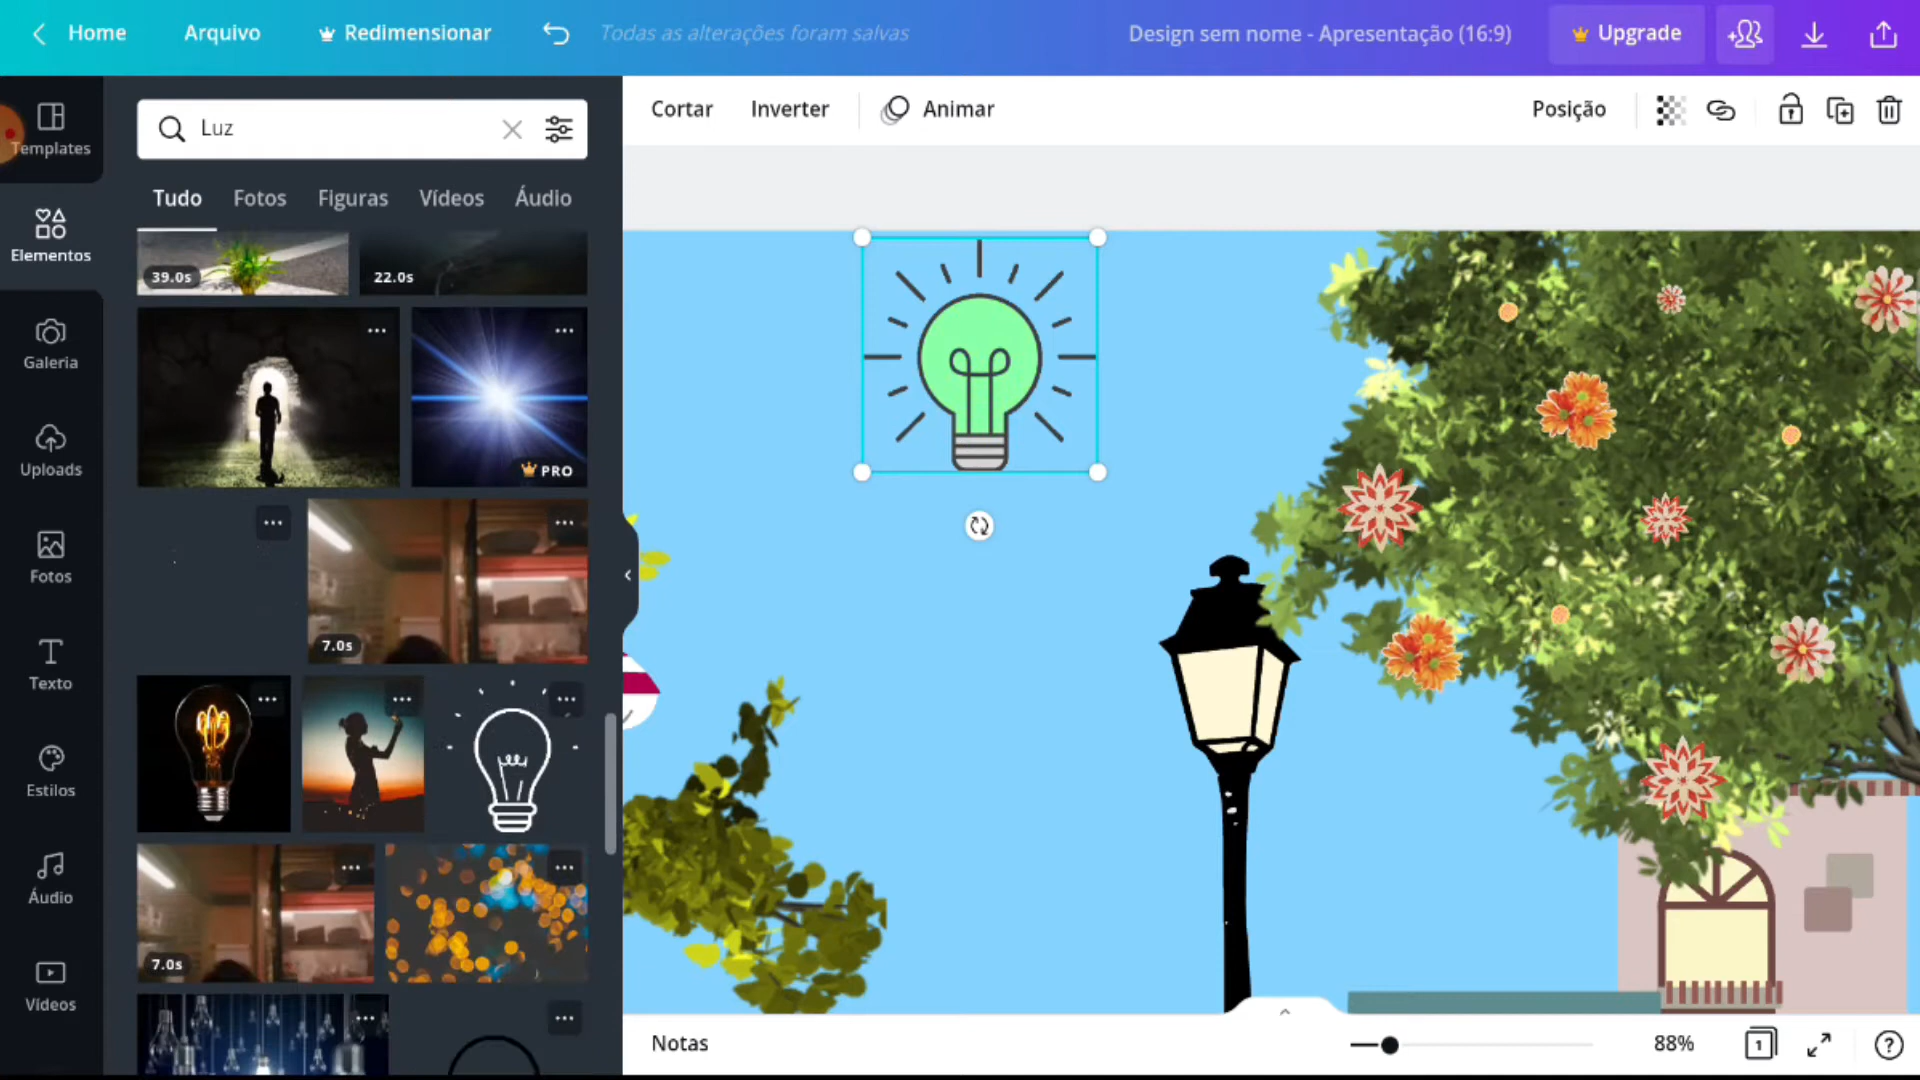 Home
Arquivo
Redimensionar
Todas as alterações foram salvas
Design sem nome - Apresentação (16:9)
Upgrade
Templates
Elementos
Galeria
Uploads
Fotos
Texto
Estilos
Áudio
Vídeos
Luz
Tudo
Fotos
Figuras
Vídeos
Áudio
39.0s
22.0s
PRO
7.0s
7.0s
Cortar
Inverter
Animar
Posição
Notas
88%
1
?